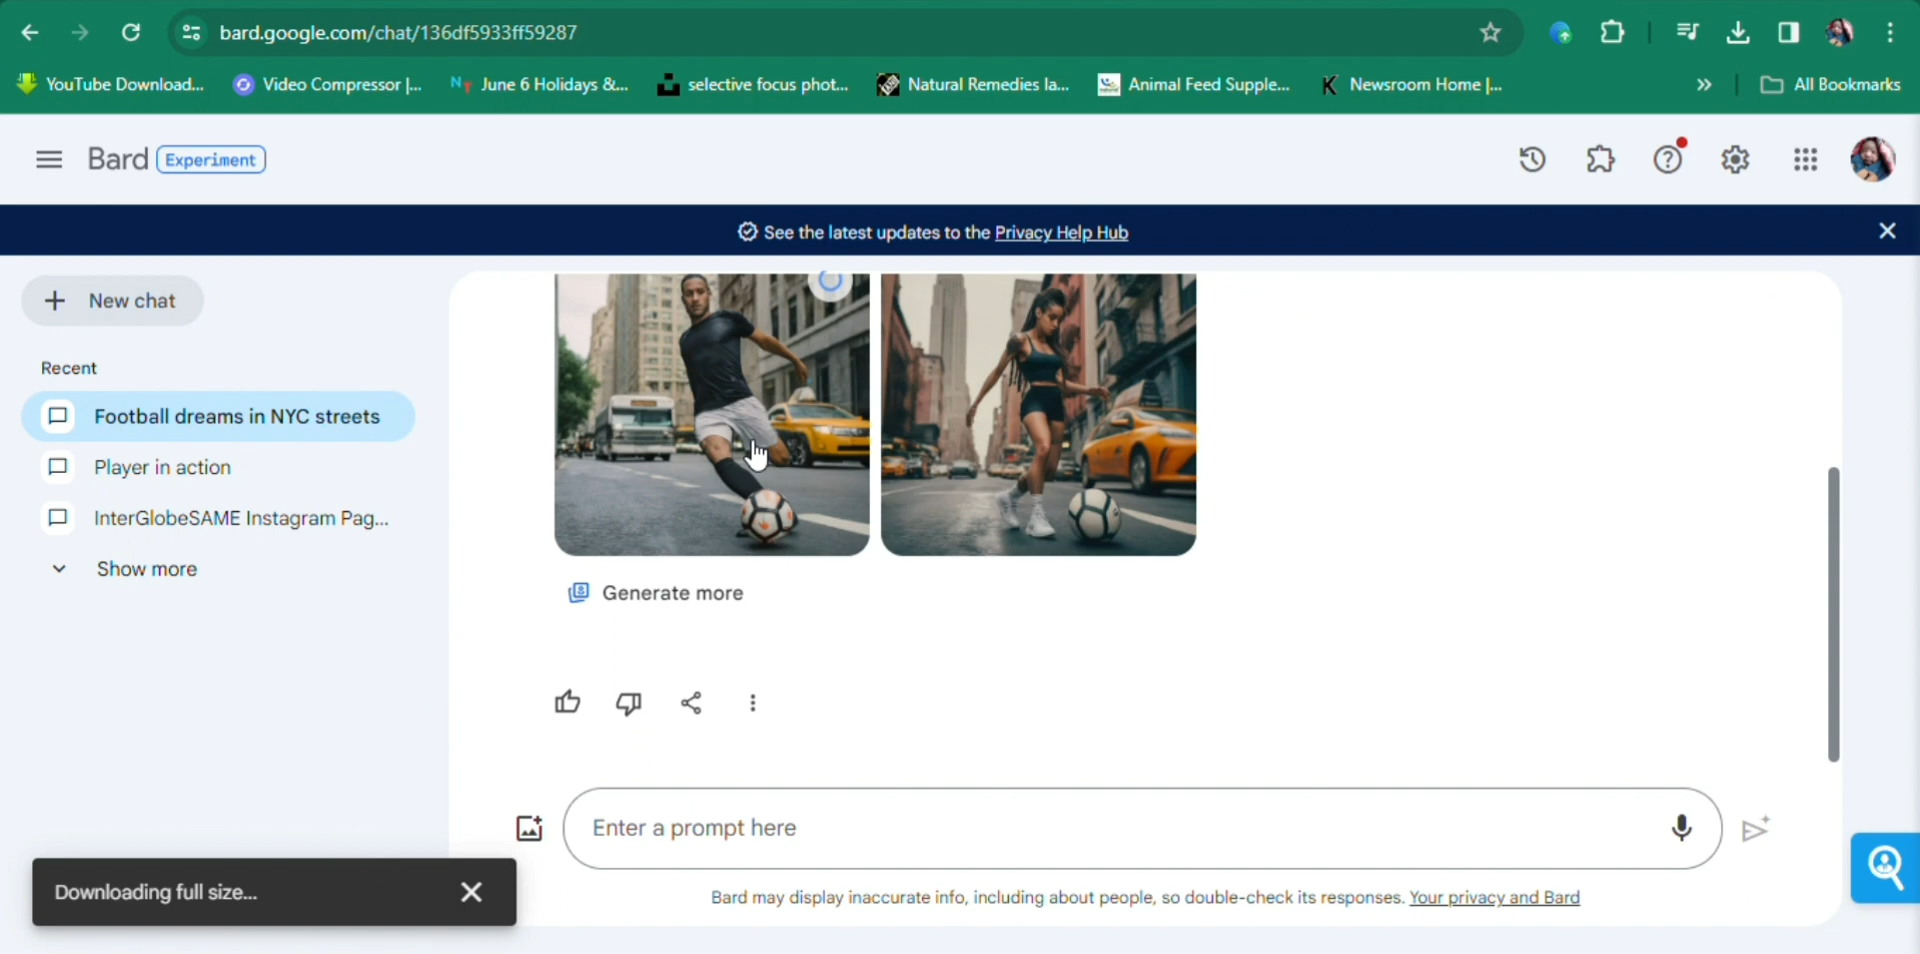 bard.google.com/chat/136df5933ff59287
YouTube Download...
Video Compressor |...
June 6 Holidays &...
selective focus phot...
Natural Remedies la...
Animal Feed Supple...
Newsroom Home |...
All Bookmarks
Bard Experiment
See the latest updates to the Privacy Help Hub
New chat
Recent
Football dreams in NYC streets
Player in action
InterGlobeSAME Instagram Pag...
Show more
Generate more
Enter a prompt here
Downloading full size...
Bard may display inaccurate info, including about people, so double-check its responses. Your privacy and Bard